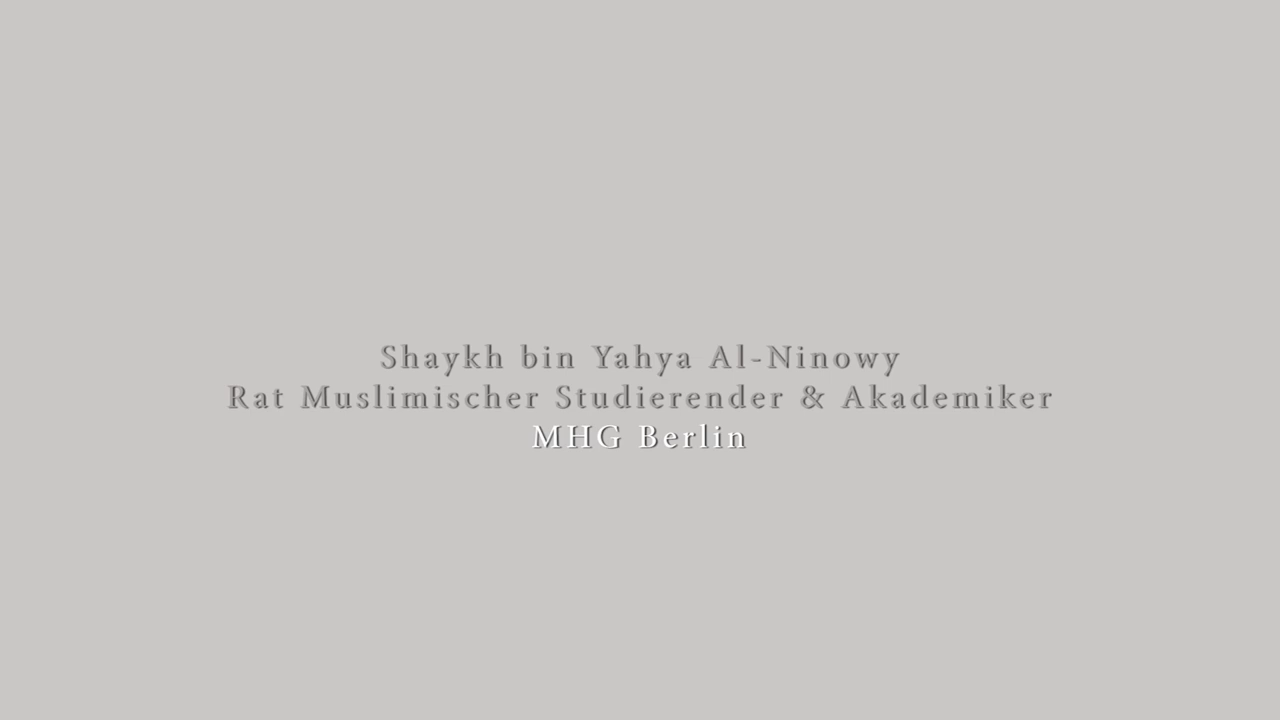 Shaykh bin Yahya Al-Ninowy
Rat Muslimischer Studierender & Akademiker
MHG Berlin